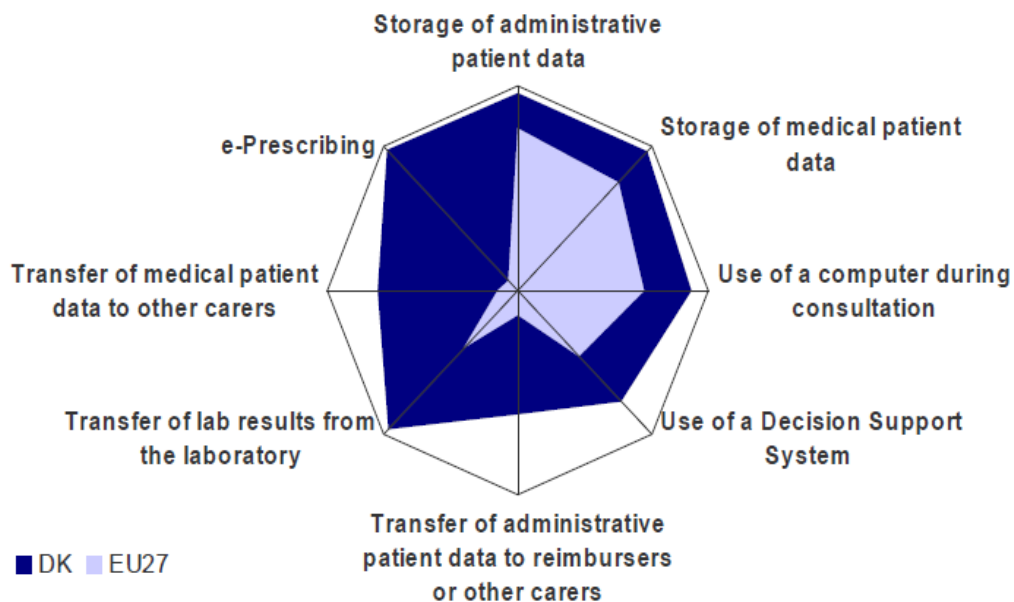 Storage of administrative
patient data
Storage of medical patient
data
e-Prescribing
Transfer of medical patient
data to other carers
Use of a computer during
consultation
Transfer of lab results from
the laboratory
Use of a Decision Support
System
Transfer of administrative
patient data to reimbursers
or other carers
DK EU27